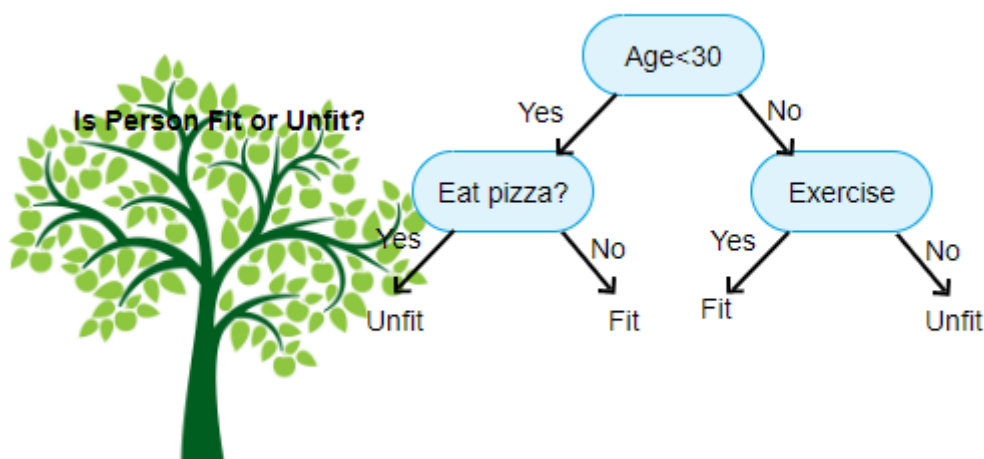 Age<30
Is Person Fit or Unfit?
Yes
No
Eat pizza?
Exercise
Yes
No
Yes
No
Unfit
Fit
Fit
Unfit